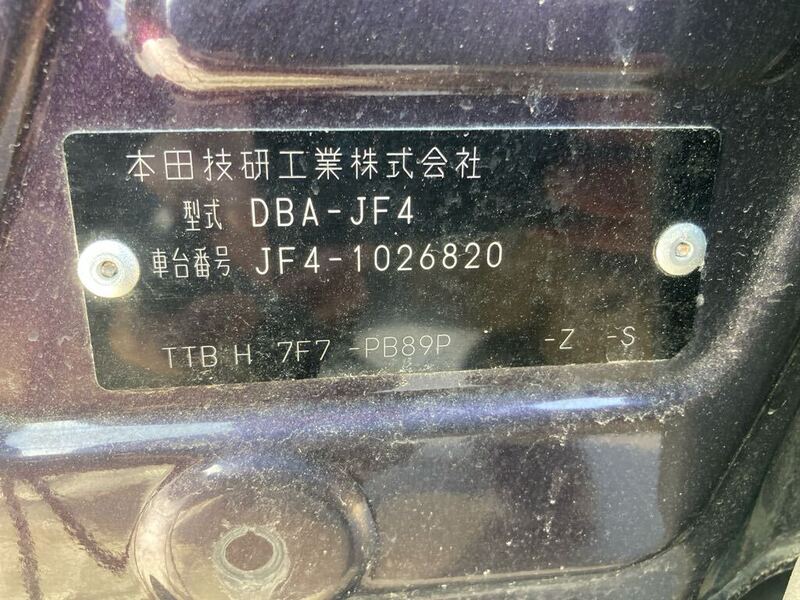 本田技研工業株式会社
型式 DBA-JF4
車台番号 JF4-1026820
TTB H 7F7 -PB89P -Z -S